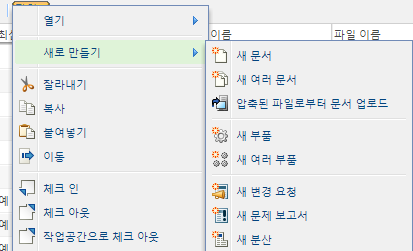 최
이름
파일 이름
열기
새로 만들기
잘라내기
복사
붙여넣기
이동
체크 인
체크 아웃
작업공간으로 체크 아웃
새 문서
새 여러 문서
압축된 파일로부터 문서 업로드
새 부품
새 여러 부품
새 변경 요청
새 문제 보고서
새 분산
예
예
예